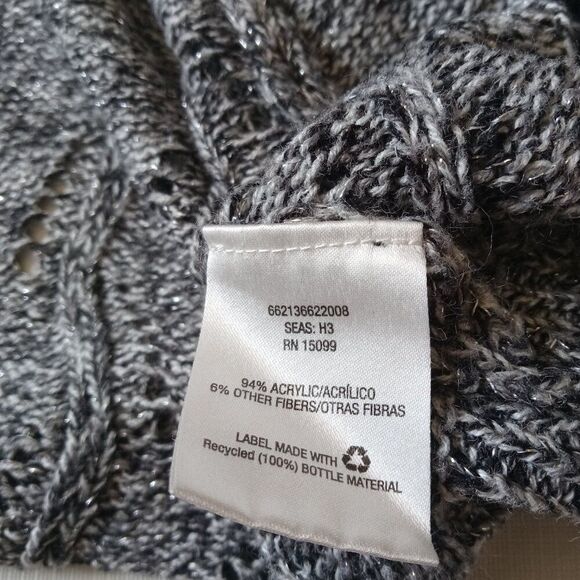 662136622008
SEAS: H3
RN 15099
94% ACRYLIC/ACRÍLICO
6% OTHER FIBERS/OTRAS FIBRAS
LABEL MADE WITH
Recycled (100%) BOTTLE MATERIAL